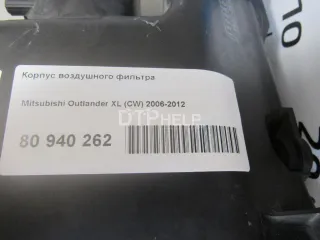 Корпус воздушного фильтра
Mitsubishi Outlander XL (CW) 2006-2012
DTPHELP
80 940 262